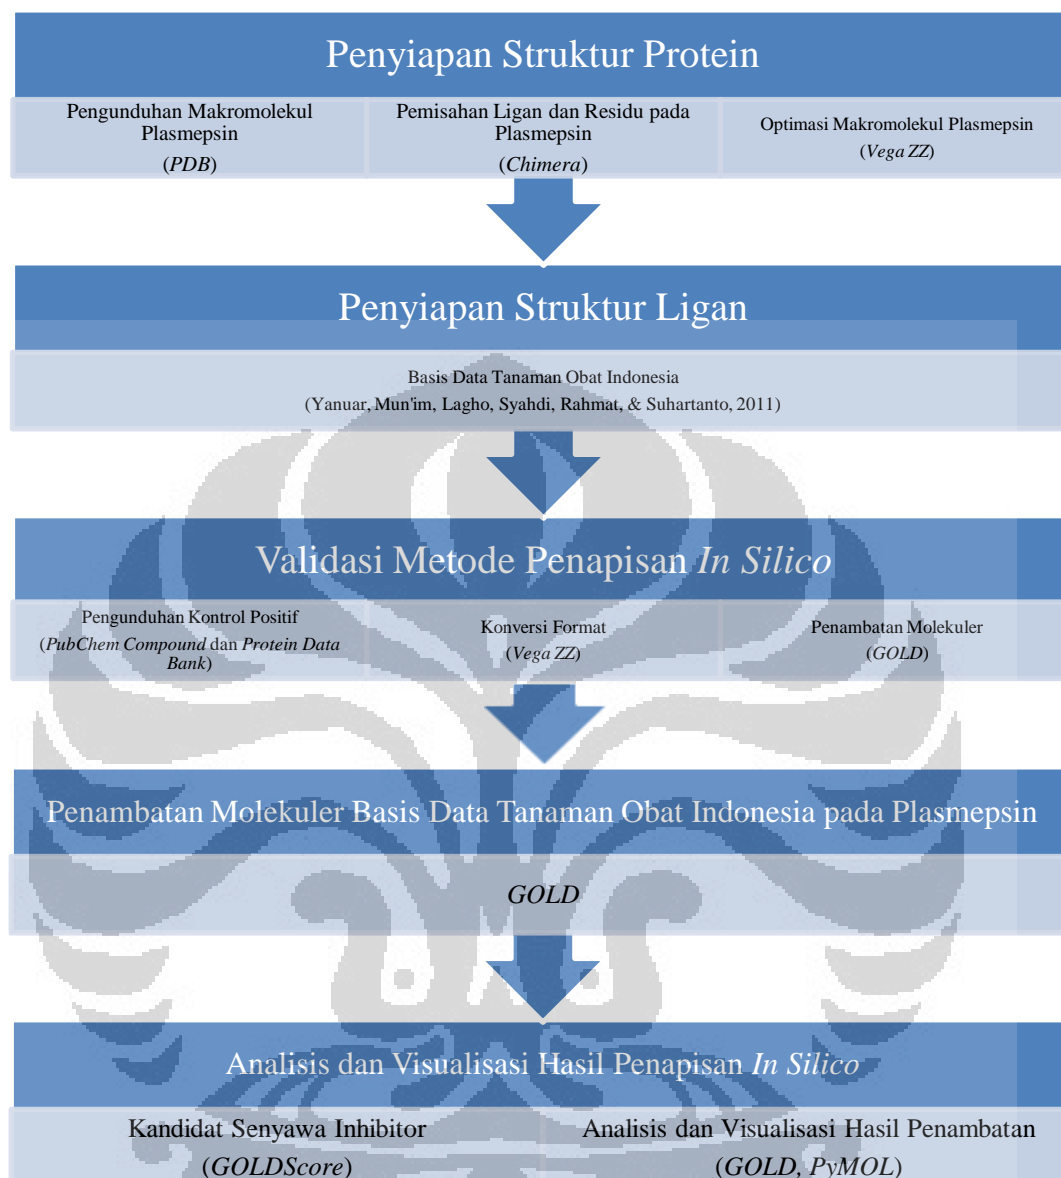 Penyiapan Struktur Protein
Pengunduhan Makromolekul
Plasmepsin
(PDB)
Pemisahan Ligan dan Residu pada
Plasmepsin
(Chimera)
Optimasi Makromolekul Plasmepsin
(Vega ZZ)
Penyiapan Struktur Ligan
Basis Data Tanaman Obat Indonesia
(Yanuar, Mun'im, Lagho, Syahdi, Rahmat, & Suhartanto, 2011)
Validasi Metode Penapisan In Silico
Pengunduhan Kontrol Positif
(PubChem Compound dan Protein Data
Bank)
Konversi Format
(Vega ZZ)
Penambatan Molekuler
(GOLD)
Penambatan Molekuler Basis Data Tanaman Obat Indonesia pada Plasmepsin
GOLD
Analisis dan Visualisasi Hasil Penapisan In Silico
Kandidat Senyawa Inhibitor
(GOLDScore)
Analisis dan Visualisasi Hasil Penambatan
(GOLD, PyMOL)